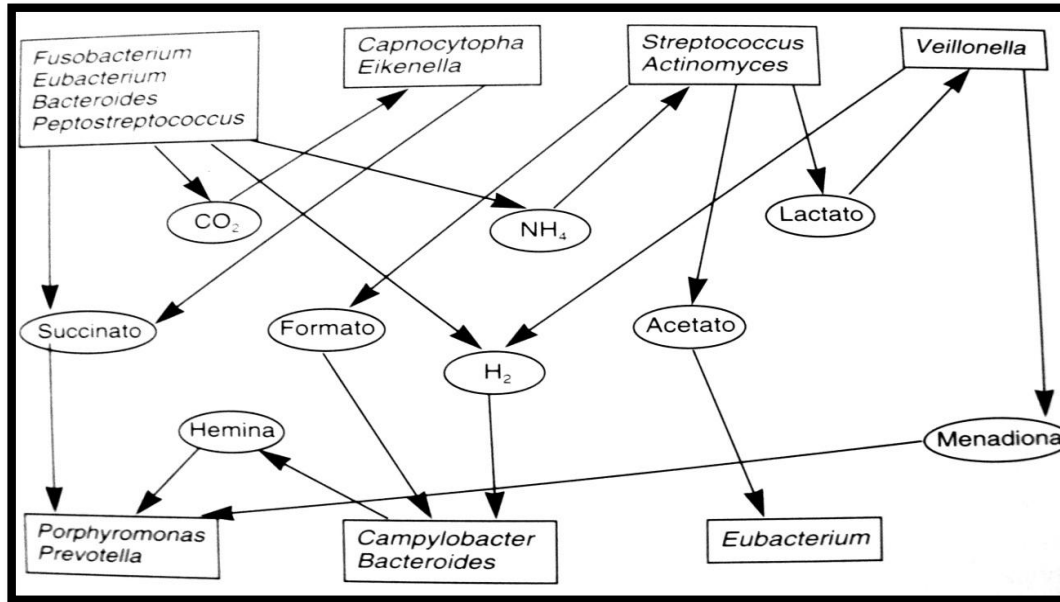 Fusobacterium
Eubacterium
Bacteroides
Peptostreptococcus
Capnocytopha
Eikenella
Streptococcus
Actinomyces
Veillonella
CO₂
NH₄
Lactato
Succinato
Formato
H₂
Acetato
Hemina
Menadiona
Porphyromonas
Prevotella
Campylobacter
Bacteroides
Eubacterium